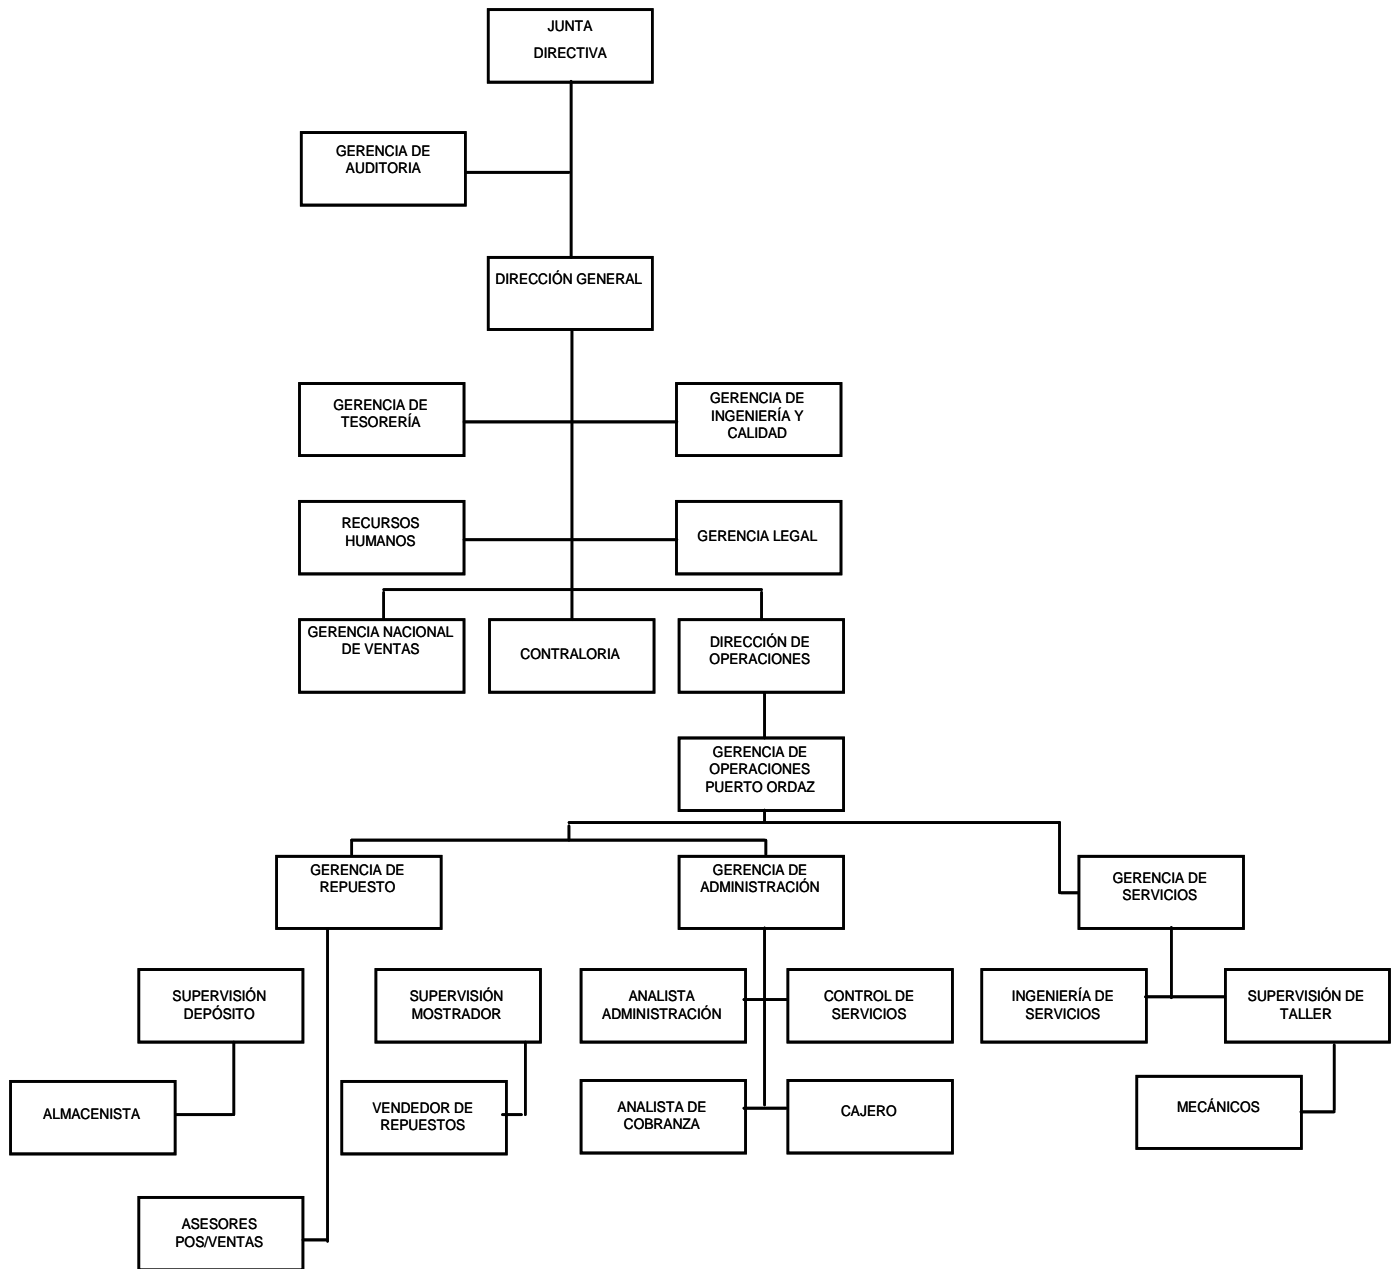 JUNTA
DIRECTIVA
GERENCIA DE
AUDITORIA
DIRECCIÓN GENERAL
GERENCIA DE
TESORERÍA
GERENCIA DE
INGENIERÍA Y
CALIDAD
RECURSOS
HUMANOS
GERENCIA LEGAL
GERENCIA NACIONAL
DE VENTAS
CONTRALORIA
DIRECCIÓN DE
OPERACIONES
GERENCIA DE
OPERACIONES
PUERTO ORDAZ
GERENCIA DE
REPUESTO
GERENCIA DE
ADMINISTRACIÓN
GERENCIA DE
SERVICIOS
SUPERVISIÓN
DEPÓSITO
SUPERVISIÓN
MOSTRADOR
ANALISTA
ADMINISTRACIÓN
CONTROL DE
SERVICIOS
INGENIERÍA DE
SERVICIOS
SUPERVISIÓN DE
TALLER
ALMACENISTA
VENDEDOR DE
REPUESTOS
ANALISTA DE
COBRANZA
CAJERO
MECÁNICOS
ASESORES
POS/VENTAS